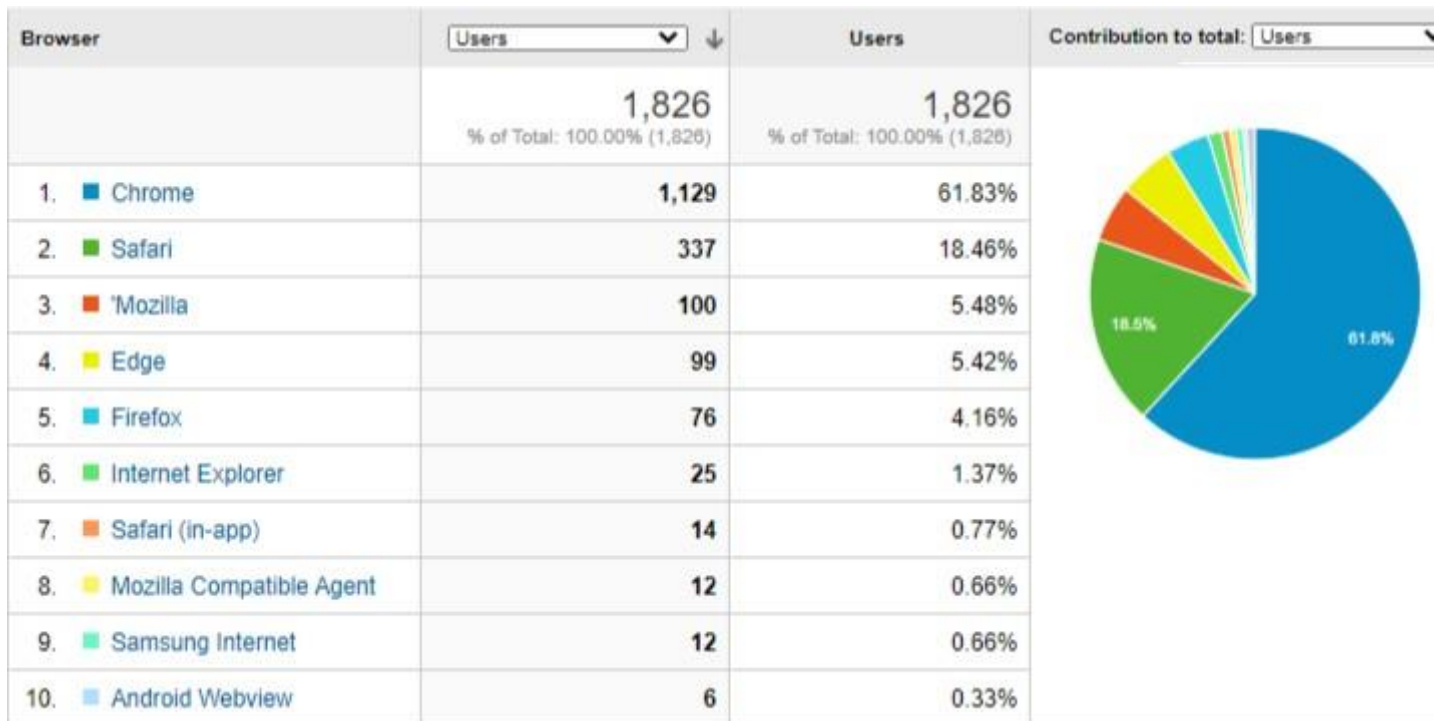 Browser Users Users Contribution to total: Users
1,826 1,826
% of Total: 100.00% (1,826) % of Total: 100.00% (1,826)
1. Chrome 1,129 61.83%
2. Safari 337 18.46%
3. 'Mozilla 100 5.48%
4. Edge 99 5.42%
5. Firefox 76 4.16%
6. Internet Explorer 25 1.37%
7. Safari (in-app) 14 0.77%
8. Mozilla Compatible Agent 12 0.66%
9. Samsung Internet 12 0.66%
10. Android Webview 6 0.33%
18.5%
61.8%